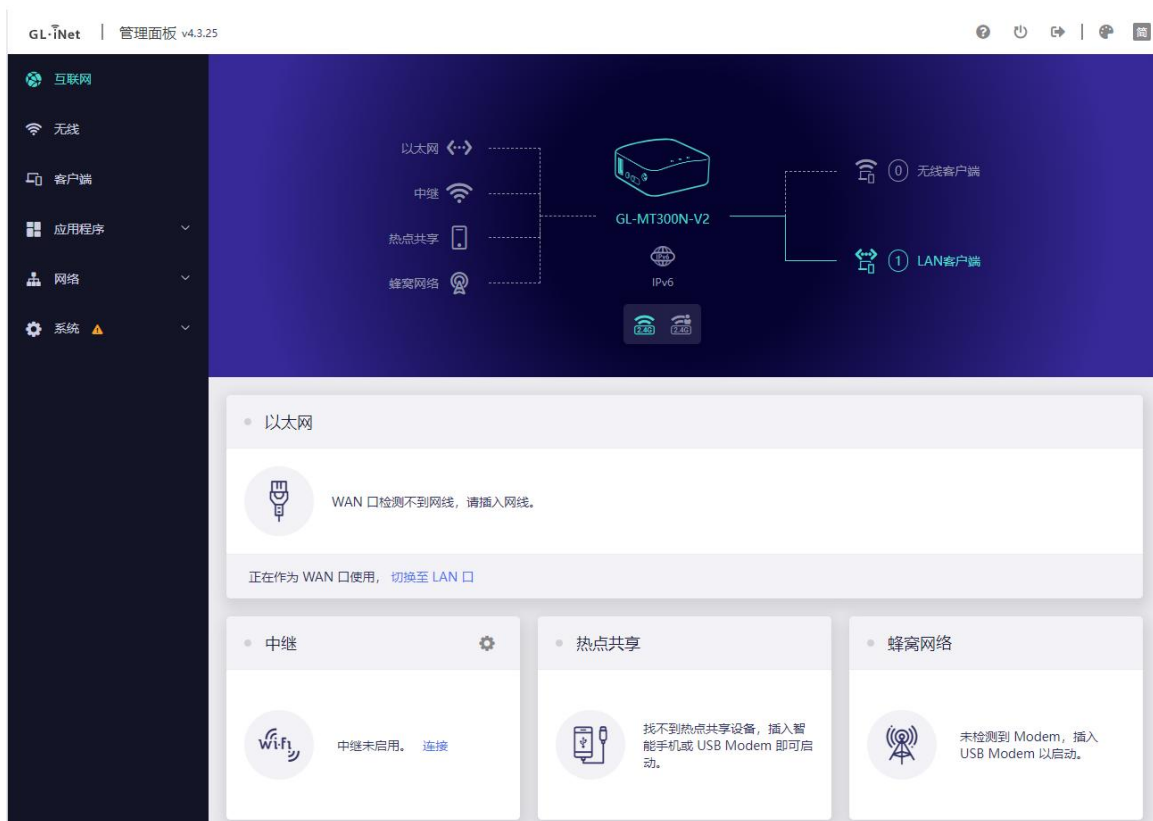 GL·iNet | 管理面板 v4.3.25
简
互联网
无线
客户端
应用程序
网络
系统
以太网
中继
热点共享
蜂窝网络
GL-MT300N-V2
IPv6
IPv6
2.4G
2.4G
0 无线客户端
1 LAN客户端
以太网
WAN 口检测不到网线，请插入网线。
正在作为 WAN 口使用， 切换至 LAN 口
中继
Wi-Fi
中继未启用。 连接
热点共享
找不到热点共享设备，插入智
能手机或 USB Modem 即可启
动。
蜂窝网络
未检测到 Modem，插入
USB Modem 以启动。